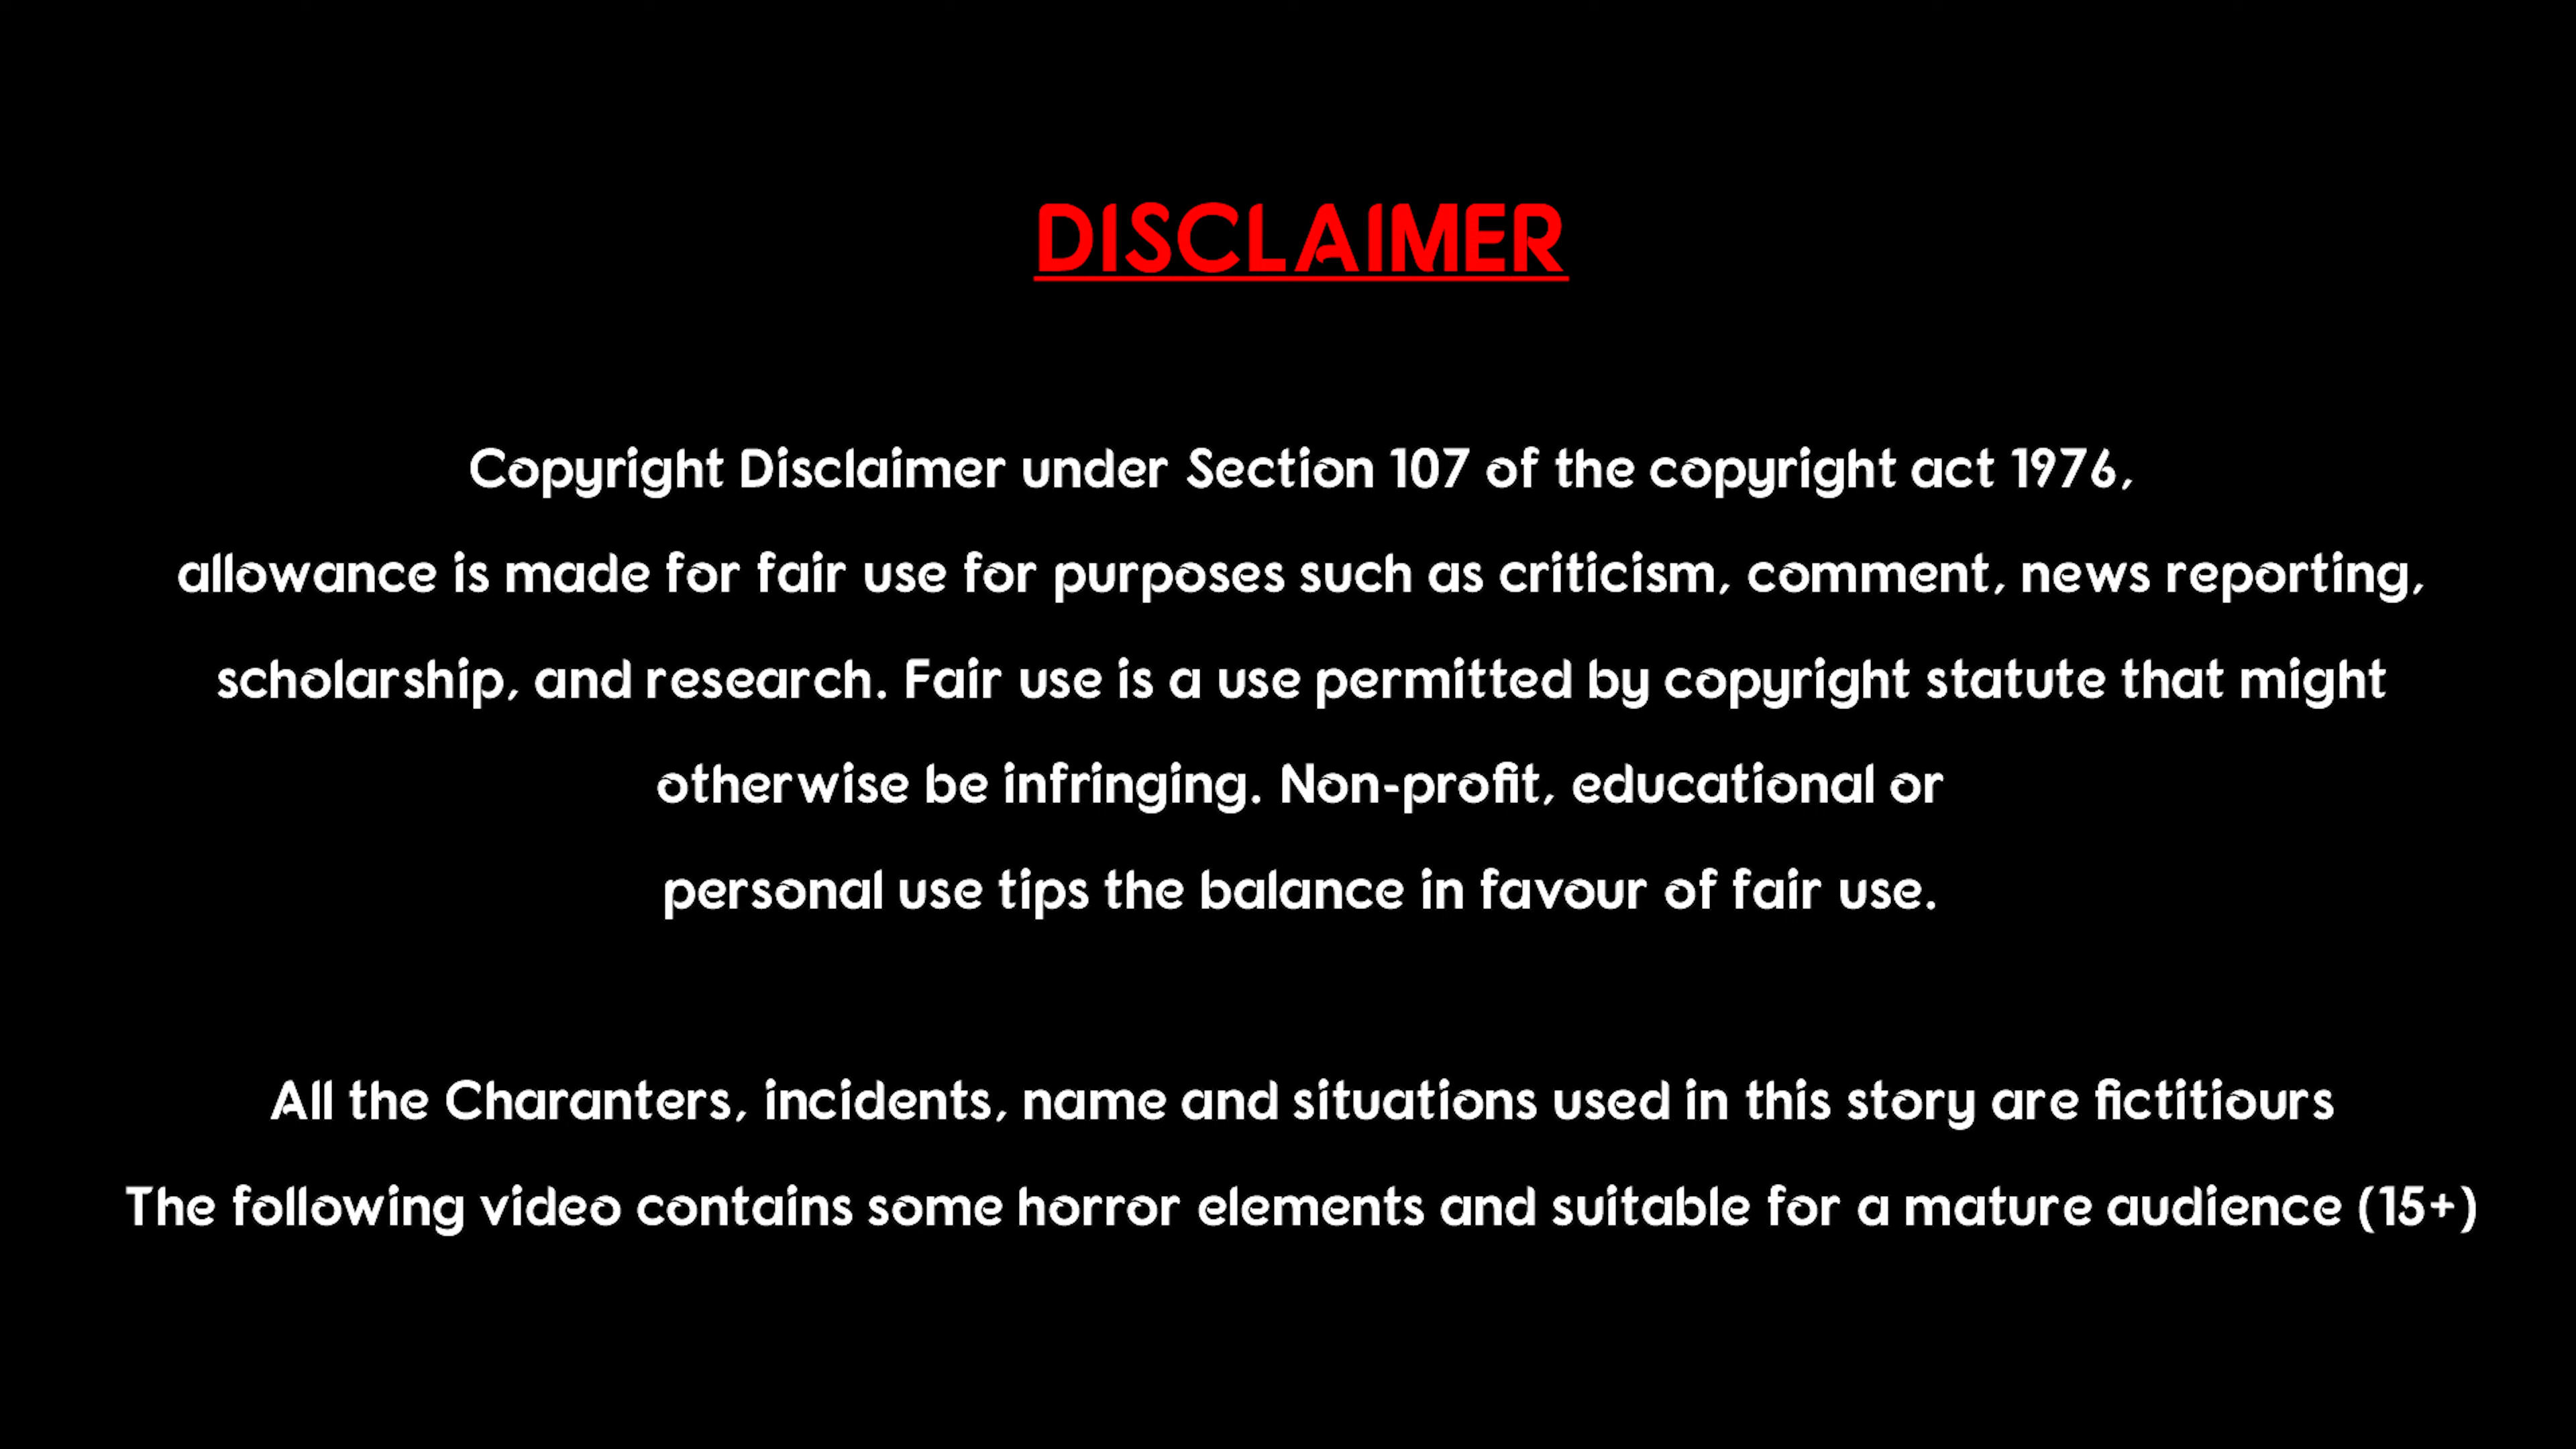 DISCLAIMER
Copyright Disclaimer under Section 107 of the copyright act 1976,
allowance is made for fair use for purposes such as criticism, comment, news reporting,
scholarship, and research. Fair use is a use permitted by copyright statute that might
otherwise be infringing. Non-profit, educational or
personal use tips the balance in favour of fair use.
All the Charanters, incidents, name and situations used in this story are fictitiours
The following video contains some horror elements and suitable for a mature audience (15+)